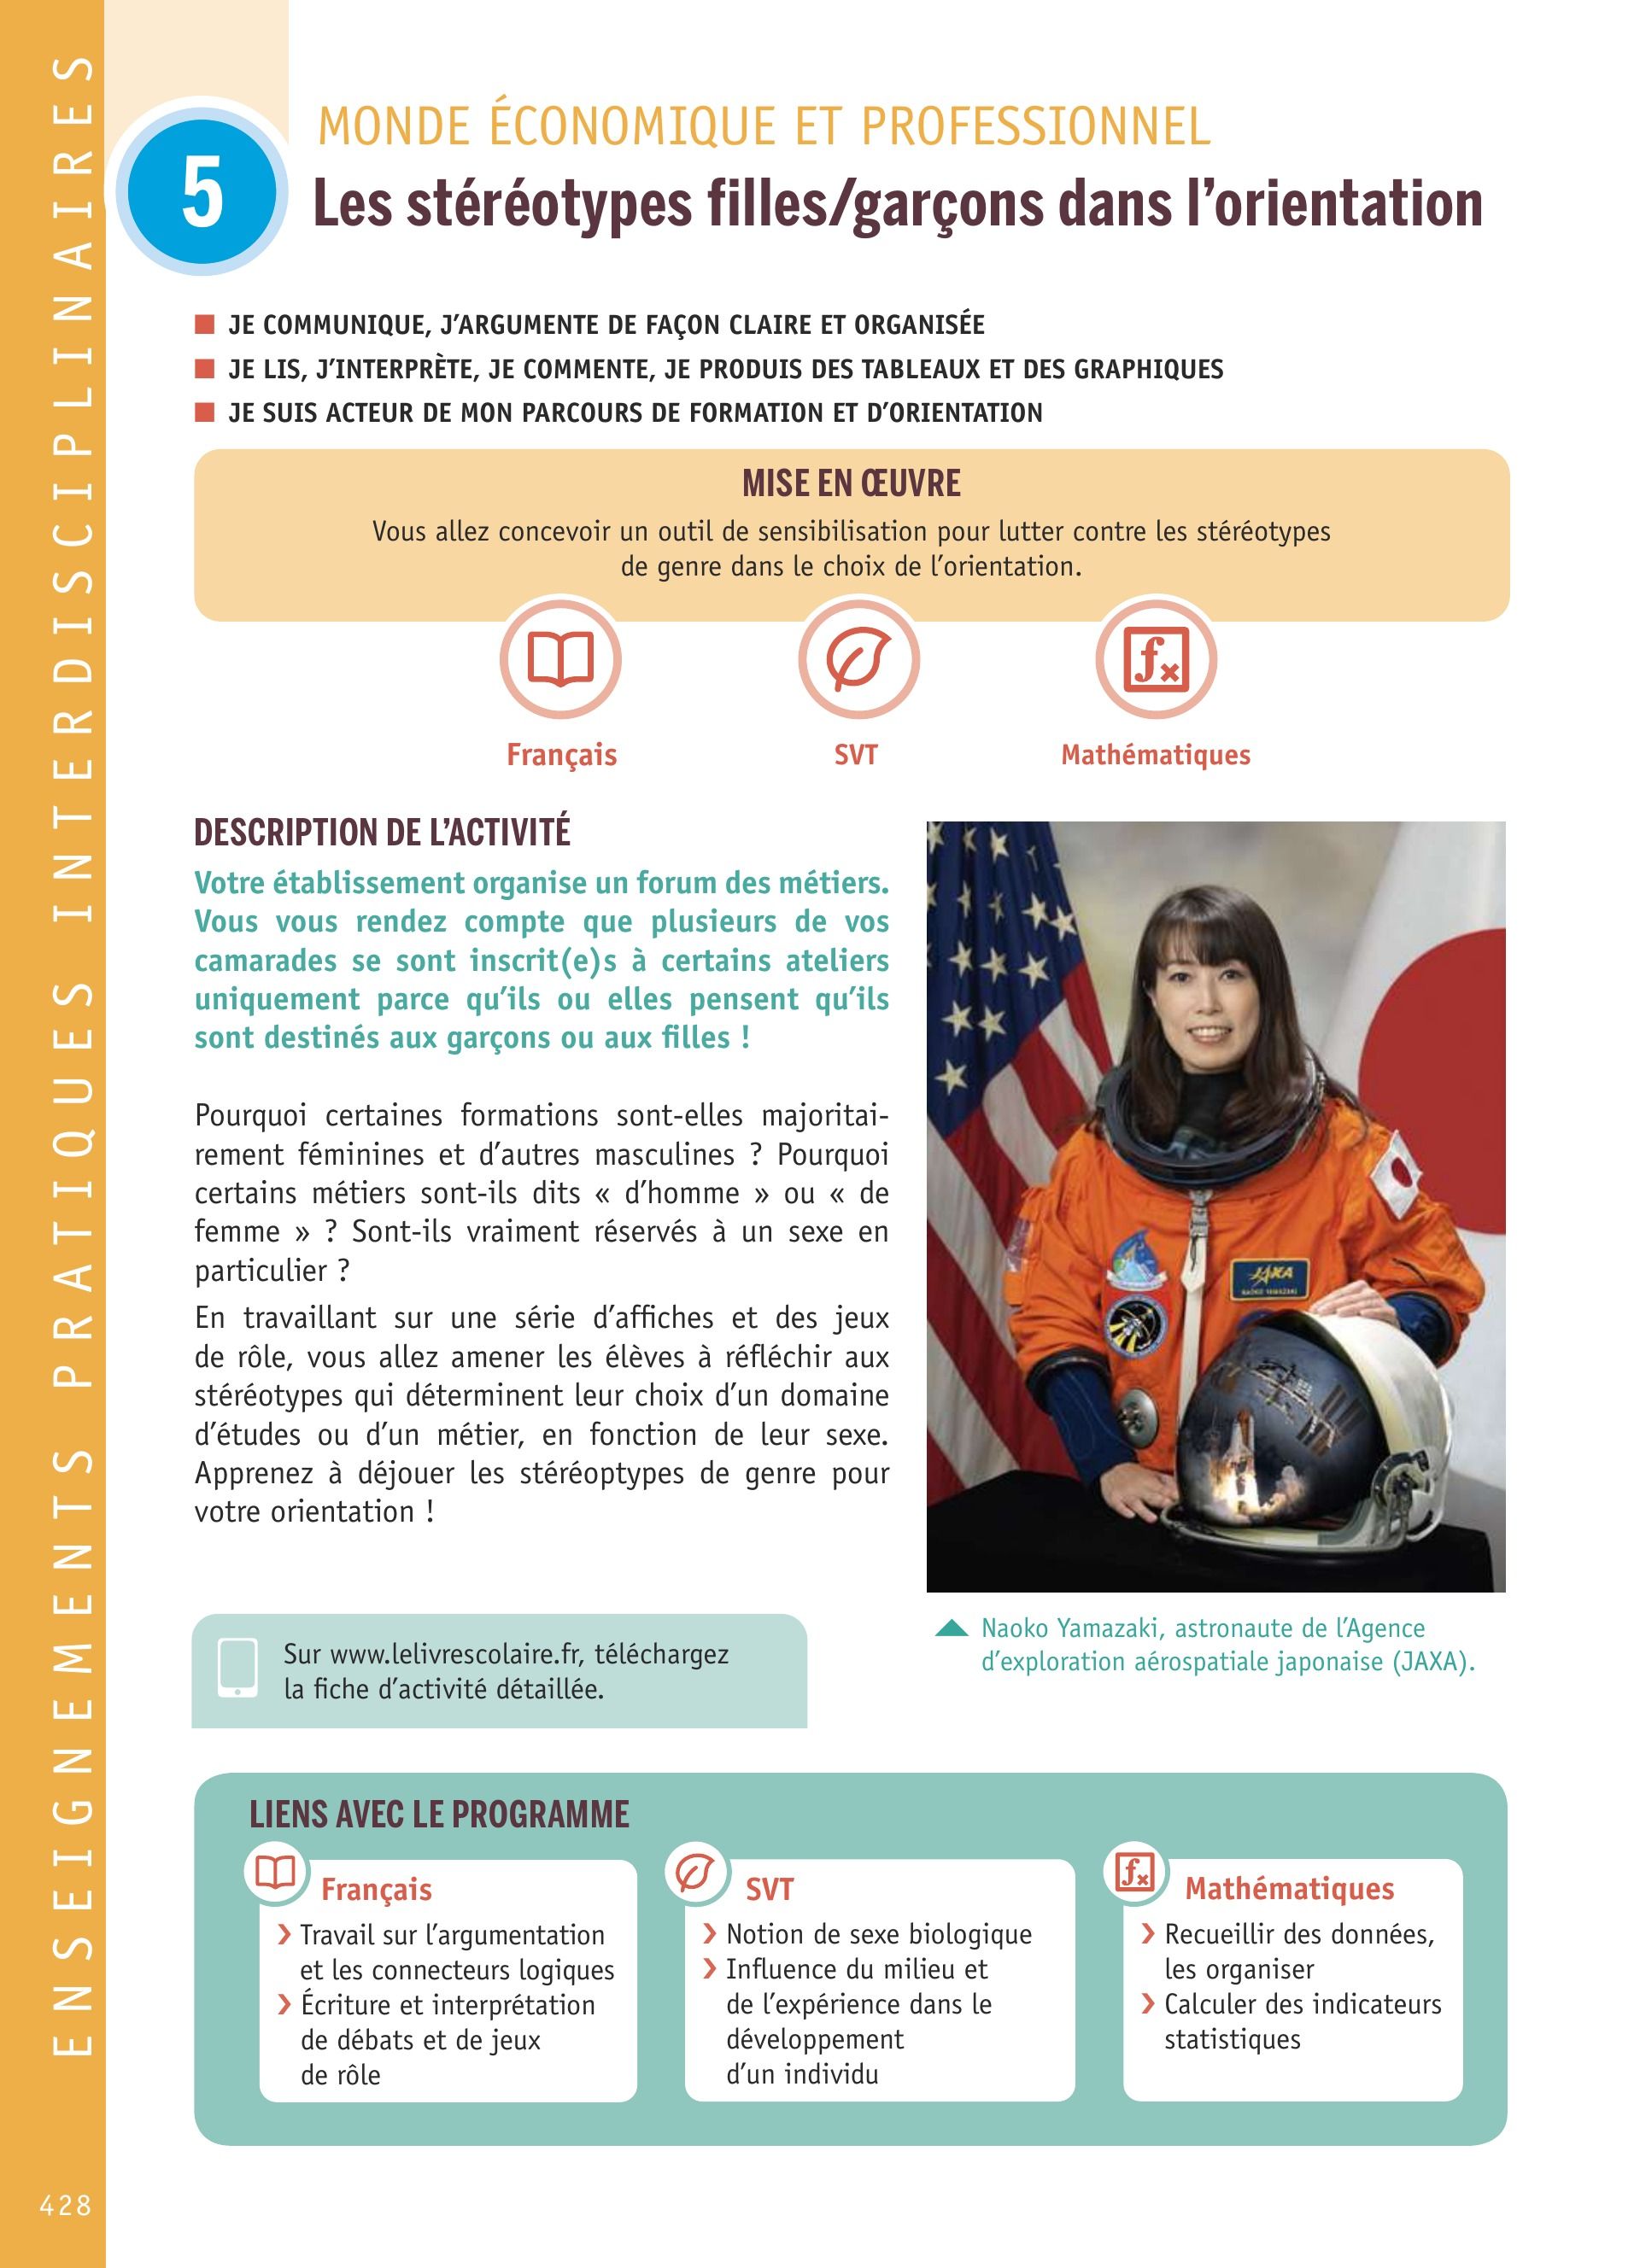 ENSEIGNEMENTS PRATIQUES INTERDISCIPLINAIRES
5
MONDE ÉCONOMIQUE ET PROFESSIONNEL
Les stéréotypes filles/garçons dans l'orientation
JE COMMUNIQUE, J'ARGUMENTE DE FAÇON CLAIRE ET ORGANISÉE
JE LIS, J'INTERPRÈTE, JE COMMENTE, JE PRODUIS DES TABLEAUX ET DES GRAPHIQUES
JE SUIS ACTEUR DE MON PARCOURS DE FORMATION ET D'ORIENTATION
MISE EN ŒUVRE
Vous allez concevoir un outil de sensibilisation pour lutter contre les stéréotypes
de genre dans le choix de l'orientation.
fx
Français
SVT
Mathématiques
DESCRIPTION DE L'ACTIVITÉ
Votre établissement organise un forum des métiers.
Vous vous rendez compte que plusieurs de vos
camarades se sont inscrit(e)s à certains ateliers
uniquement parce qu'ils ou elles pensent qu'ils
sont destinés aux garçons ou aux filles !
Pourquoi certaines formations sont-elles majoritai-
rement féminines et d'autres masculines ? Pourquoi
certains métiers sont-ils dits « d'homme » ou « de
femme » ? Sont-ils vraiment réservés à un sexe en
particulier ?
En travaillant sur une série d'affiches et des jeux
de rôle, vous allez amener les élèves à réfléchir aux
stéréotypes qui déterminent leur choix d'un domaine
d'études ou d'un métier, en fonction de leur sexe.
Apprenez à déjouer les stéréoptypes de genre pour
votre orientation !
JAXA
NAOKO YAMAZAKI
Naoko Yamazaki, astronaute de l'Agence
d'exploration aérospatiale japonaise (JAXA).
Sur www.lelivrescolaire.fr, téléchargez
la fiche d'activité détaillée.
LIENS AVEC LE PROGRAMME
Français
Travail sur l'argumentation
et les connecteurs logiques
Écriture et interprétation
de débats et de jeux
de rôle
SVT
Notion de sexe biologique
Influence du milieu et
de l'expérience dans le
développement
d'un individu
fx
Mathématiques
Recueillir des données,
les organiser
Calculer des indicateurs
statistiques
428